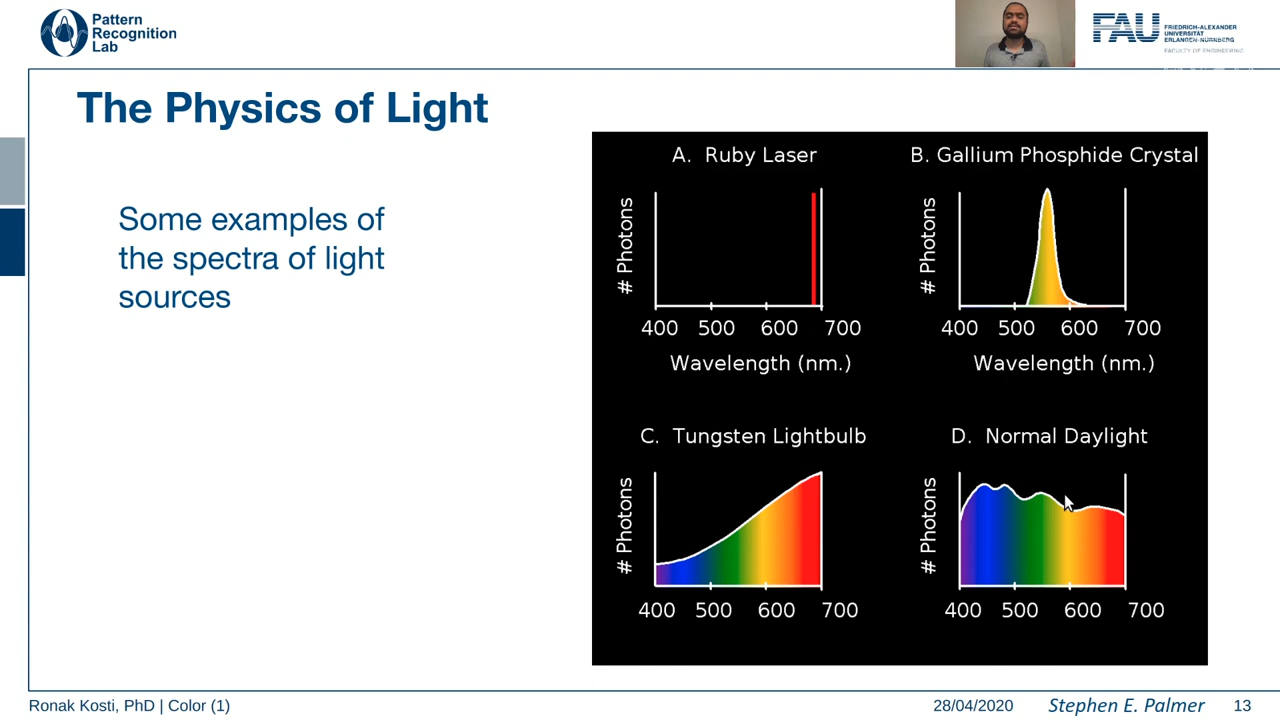 Pattern
Recognition
Lab
FAU
FRIEDRICH-ALEXANDER
UNIVERSITÄT
ERLANGEN-NÜRNBERG
FACULTY OF ENGINEERING
The Physics of Light
Some examples of
the spectra of light
sources
A. Ruby Laser
# Photons
400 500 600 700
Wavelength (nm.)
B. Gallium Phosphide Crystal
# Photons
400 500 600 700
Wavelength (nm.)
C. Tungsten Lightbulb
# Photons
400 500 600 700
D. Normal Daylight
# Photons
400 500 600 700
Ronak Kosti, PhD | Color (1)
28/04/2020
Stephen E. Palmer
13